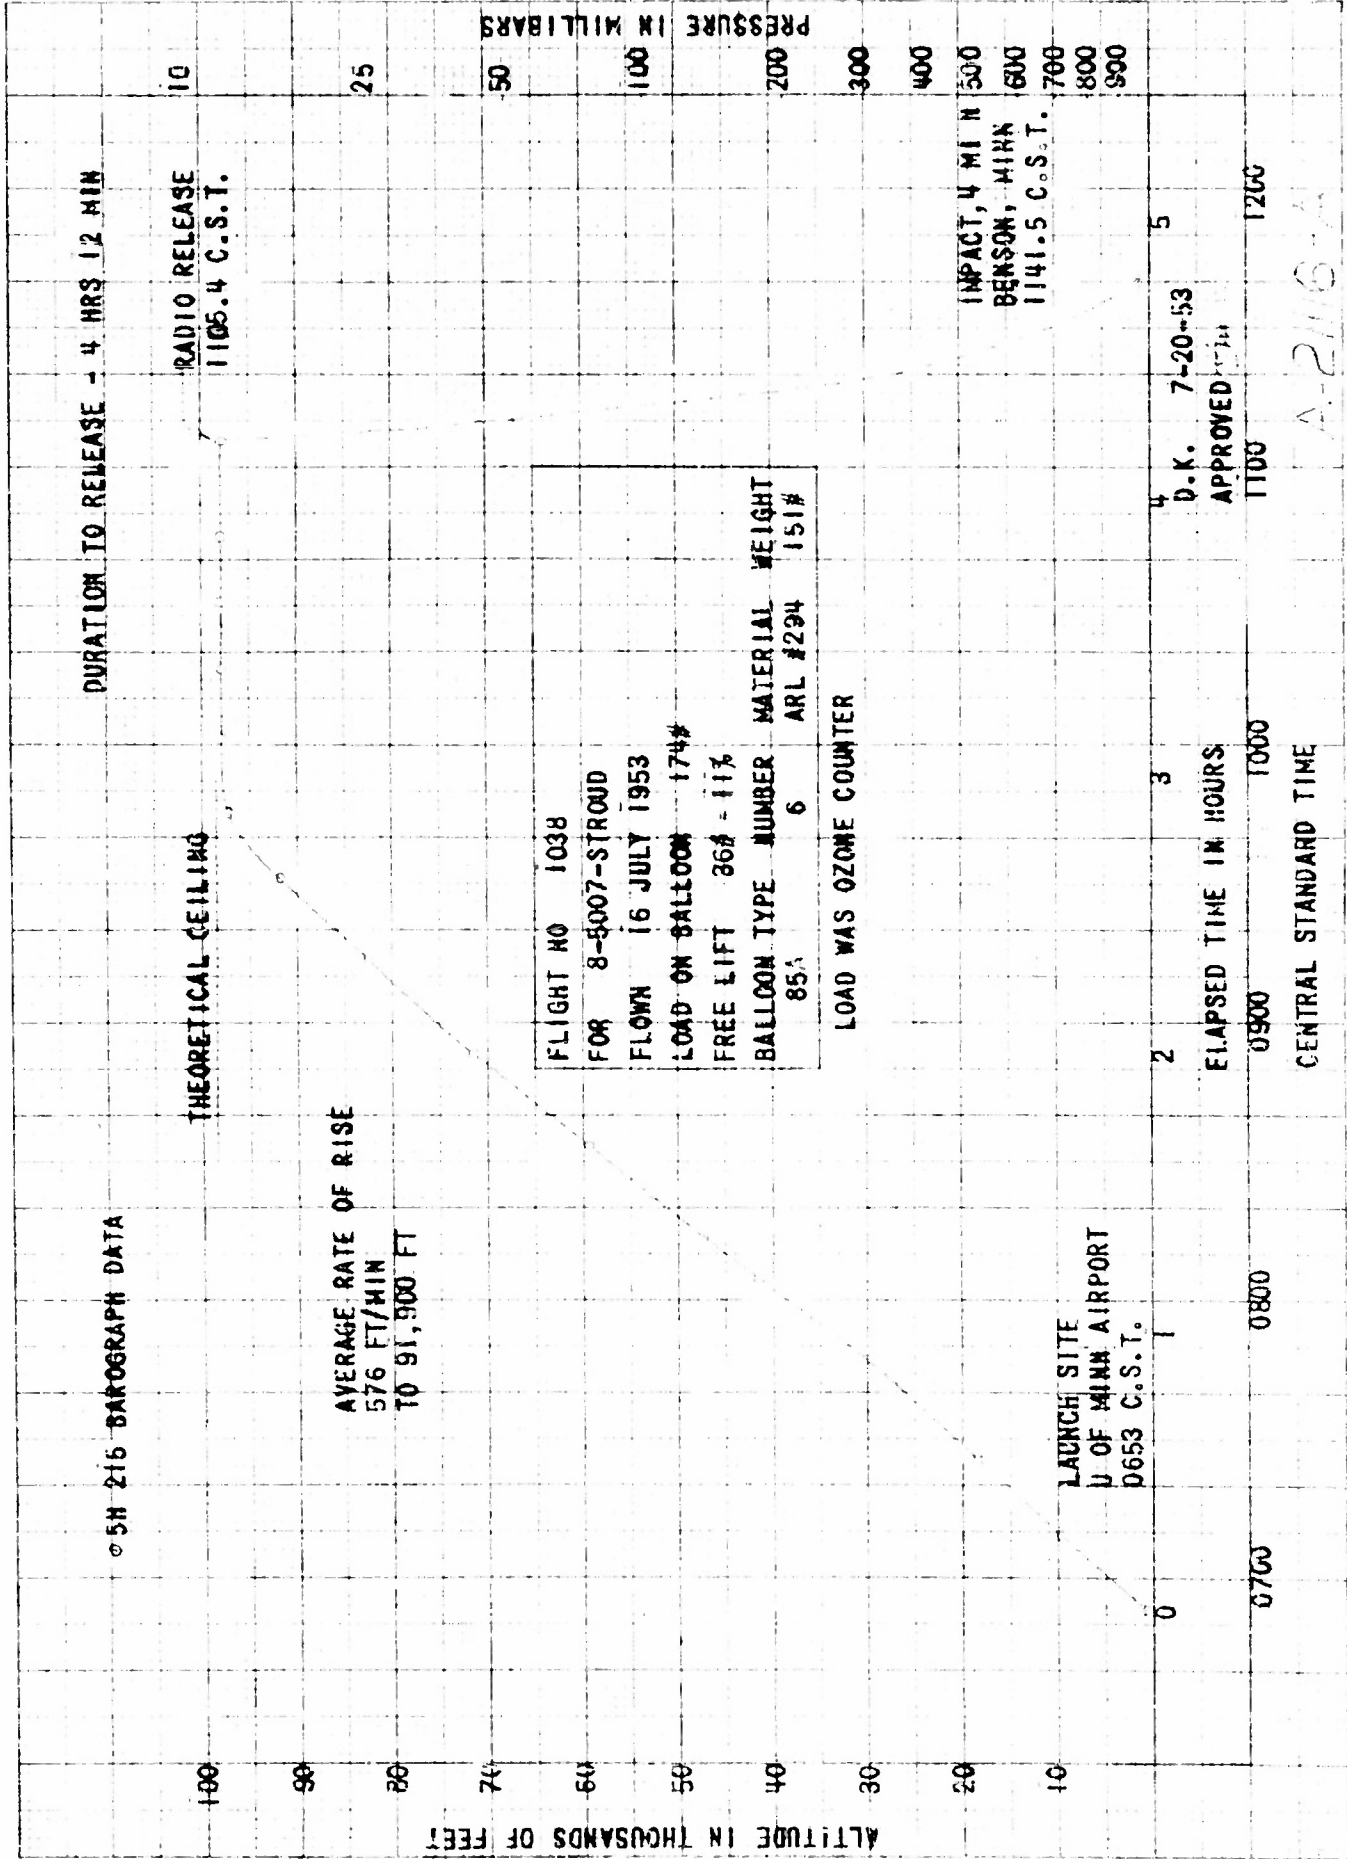 DURATION TO RELEASE - 4 HRS 12 MIN
⌀ 5H 216 BAROGRAPH DATA
THEORETICAL CEILING
RADIO RELEASE
1105.4 C.S.T.
AVERAGE RATE OF RISE
576 FT/MIN
TO 91,900 FT
FLIGHT NO 1038
FOR 8-5007-STROUD
FLOWN 16 JULY 1953
LOAD ON BALLOON 174#
FREE LIFT 36# - 11%
BALLOON TYPE NUMBER MATERIAL WEIGHT
85A 6 ARL #294 151#
LOAD WAS OZONE COUNTER
LAUNCH SITE
U OF MINN AIRPORT
0653 C.S.T.
IMPACT, 4 MI N
BENSON, MINN
1141.5 C.S.T.
ALTITUDE IN THOUSANDS OF FEET
100
90
80
70
60
50
40
30
20
10
PRESSURE IN MILLIBARS
10
25
50
100
200
300
400
500
600
700
800
900
0 1 2 3 4 5
D.K. 7-20-53
APPROVED
ELAPSED TIME IN HOURS
0700 0800 0900 1000 1100 1200
CENTRAL STANDARD TIME
A-2116-A